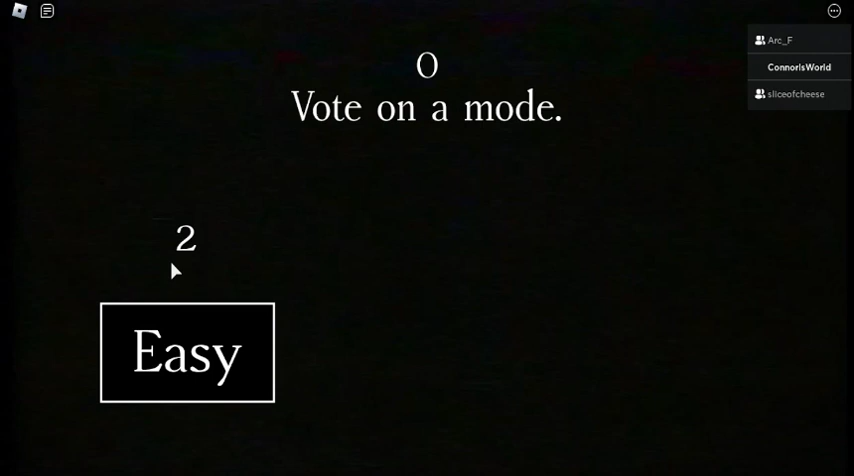 0
Vote on a mode.
Arc_F
ConnorIsWorld
sliceofcheese
2
Easy